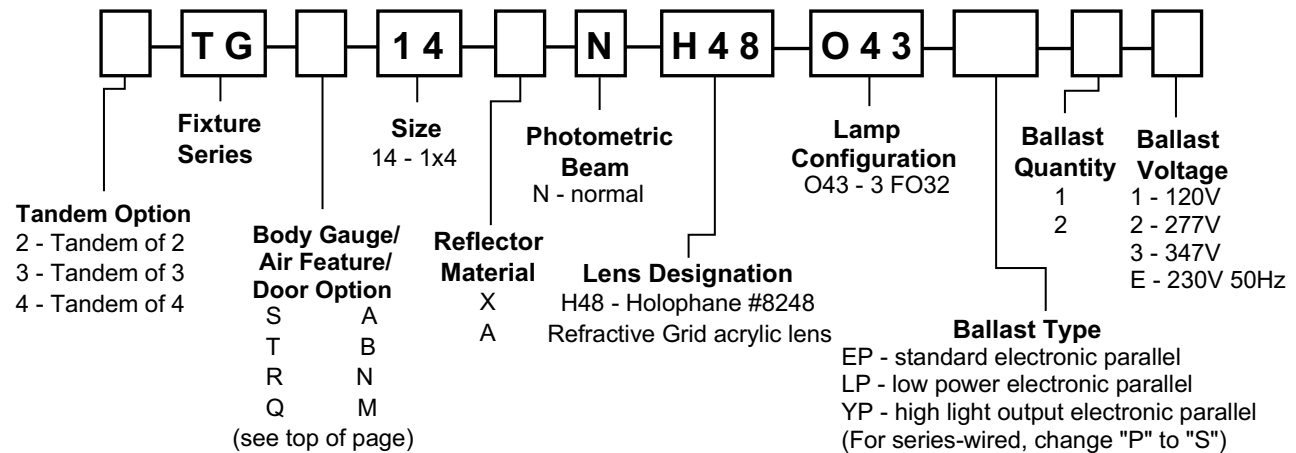 T G
14
N
H 4 8
O 4 3
Fixture
Series
Size
14 - 1x4
Photometric
Beam
N - normal
Lamp
Configuration
O43 - 3 FO32
Ballast
Quantity
1
2
Ballast
Voltage
1 - 120V
2 - 277V
3 - 347V
E - 230V 50Hz
Tandem Option
2 - Tandem of 2
3 - Tandem of 3
4 - Tandem of 4
Body Gauge/
Air Feature/
Door Option
S A
T B
R N
Q M
(see top of page)
Reflector
Material
X
A
Lens Designation
H48 - Holophane #8248
Refractive Grid acrylic lens
Ballast Type
EP - standard electronic parallel
LP - low power electronic parallel
YP - high light output electronic parallel
(For series-wired, change "P" to "S")